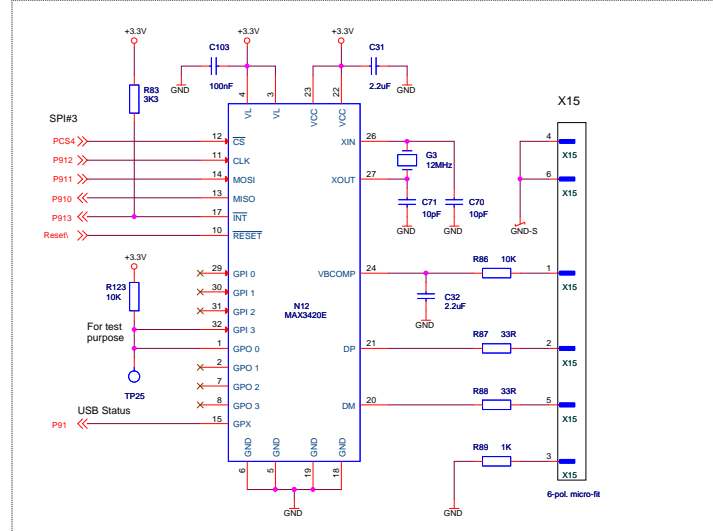 +3.3V
+3.3V
+3.3V
C103
C31
100nF
2.2uF
GND
GND
R83
3K3
4
3
23
22
VL
VL
VCC
VCC
X15
SPI#3
PCS4
12
CS
XIN
26
4
X15
P912
11
CLK
G3
12MHz
P911
14
MOSI
XOUT
27
6
X15
P910
13
MISO
C71
10pF
C70
10pF
P913
17
INT
GND
GND
GND-S
Reset\
10
RESET
+3.3V
29
GPI 0
VBCOMP
24
R86
10K
1
X15
R123
10K
30
GPI 1
C32
2.2uF
31
GPI 2
N12
MAX3420E
GND
For test
purpose
32
GPI 3
1
GPO 0
DP
21
R87
33R
2
X15
2
GPO 1
7
GPO 2
TP25
8
GPO 3
DM
20
R88
33R
5
X15
USB Status
P91
15
GPX
GND
GND
GND
GND
R89
1K
3
X15
6
5
19
18
6-pol. micro-fit
GND
GND